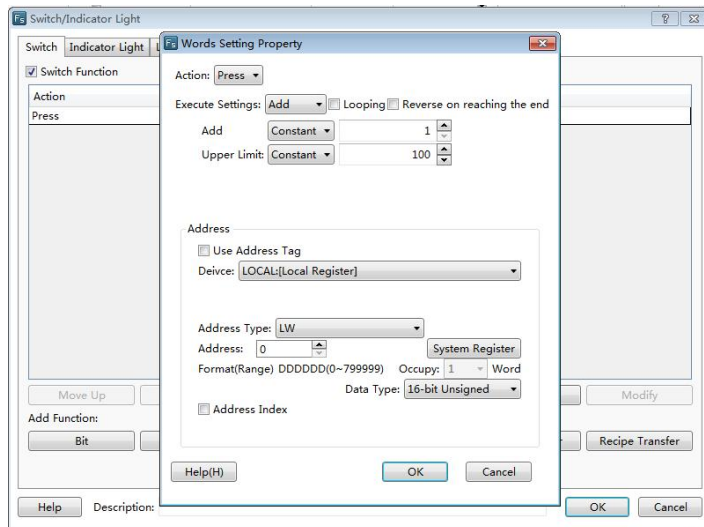 Fs Switch/Indicator Light
Switch Indicator Light
Fs Words Setting Property
Switch Function
Action: Press
Action
Press
Execute Settings: Add Looping Reverse on reaching the end
Add Constant 1
Upper Limit: Constant 100
Address
Use Address Tag
Deivce: LOCAL:[Local Register]
Address Type: LW
Address: 0 System Register
Format(Range) DDDDDD(0~799999) Occupy: 1 Word
Data Type: 16-bit Unsigned
Move Up Modify
Address Index
Add Function:
Bit Recipe Transfer
Help(H) OK Cancel
Help Description: OK Cancel